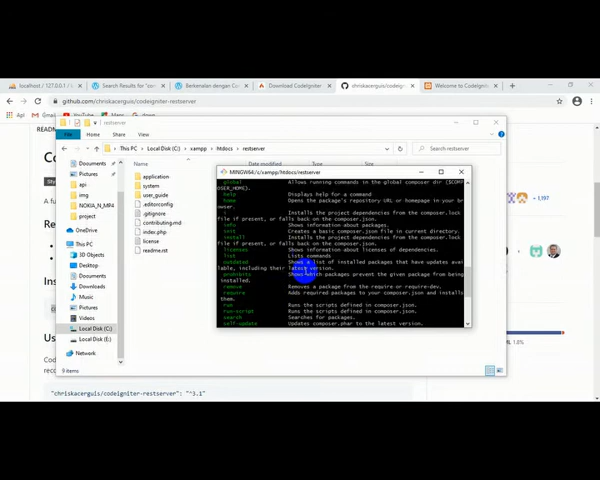 localhost / 127.0.0.1 / v
Search Results for "cor
Berkenalan dengan Cor
Download CodeIgniter
chriskacerguis/codeignit
Welcome to CodeIgnit
github.com/chriskacerguis/codeigniter-restserver
Api
Gmail
YouTube
Maps
restserver
File
Home
Share
View
This PC
Local Disk (C:)
xampp
htdocs
restserver
Search restserver
Documents
Pictures
api
img
NOKIA_N_MP4
project
OneDrive
This PC
3D Objects
Desktop
Documents
Downloads
Music
Pictures
Videos
Local Disk (C:)
Local Disk (E:)
Network
9 items
Name
Date modified
Type
Size
application
system
user_guide
.editorconfig
.gitignore
contributing.md
index.php
license
readme.rst
MINGW64:/c/xampp/htdocs/restserver
global Allows running commands in the global composer dir ($COMP
OSER_HOME).
help Displays help for a command
home Opens the package's repository URL or homepage in your br
owser.
i Installs the project dependencies from the composer.lock
file if present, or falls back on the composer.json.
info Shows information about packages.
init Creates a basic composer.json file in current directory.
install Installs the project dependencies from the composer.lock
file if present, or falls back on the composer.json.
licenses Shows information about licenses of dependencies.
list Lists commands
outdated Shows a list of installed packages that have updates avai
lable, including their latest version.
prohibits Shows which packages prevent the given package from being
installed.
remove Removes a package from the require or require-dev.
require Adds required packages to your composer.json and installs
them.
run Runs the scripts defined in composer.json.
run-script Runs the scripts defined in composer.json.
search Searches for packages.
self-update Updates composer.phar to the latest version.
+ 1,197
1.8%
"chriskacerguis/codeigniter-restserver": "^3.1"